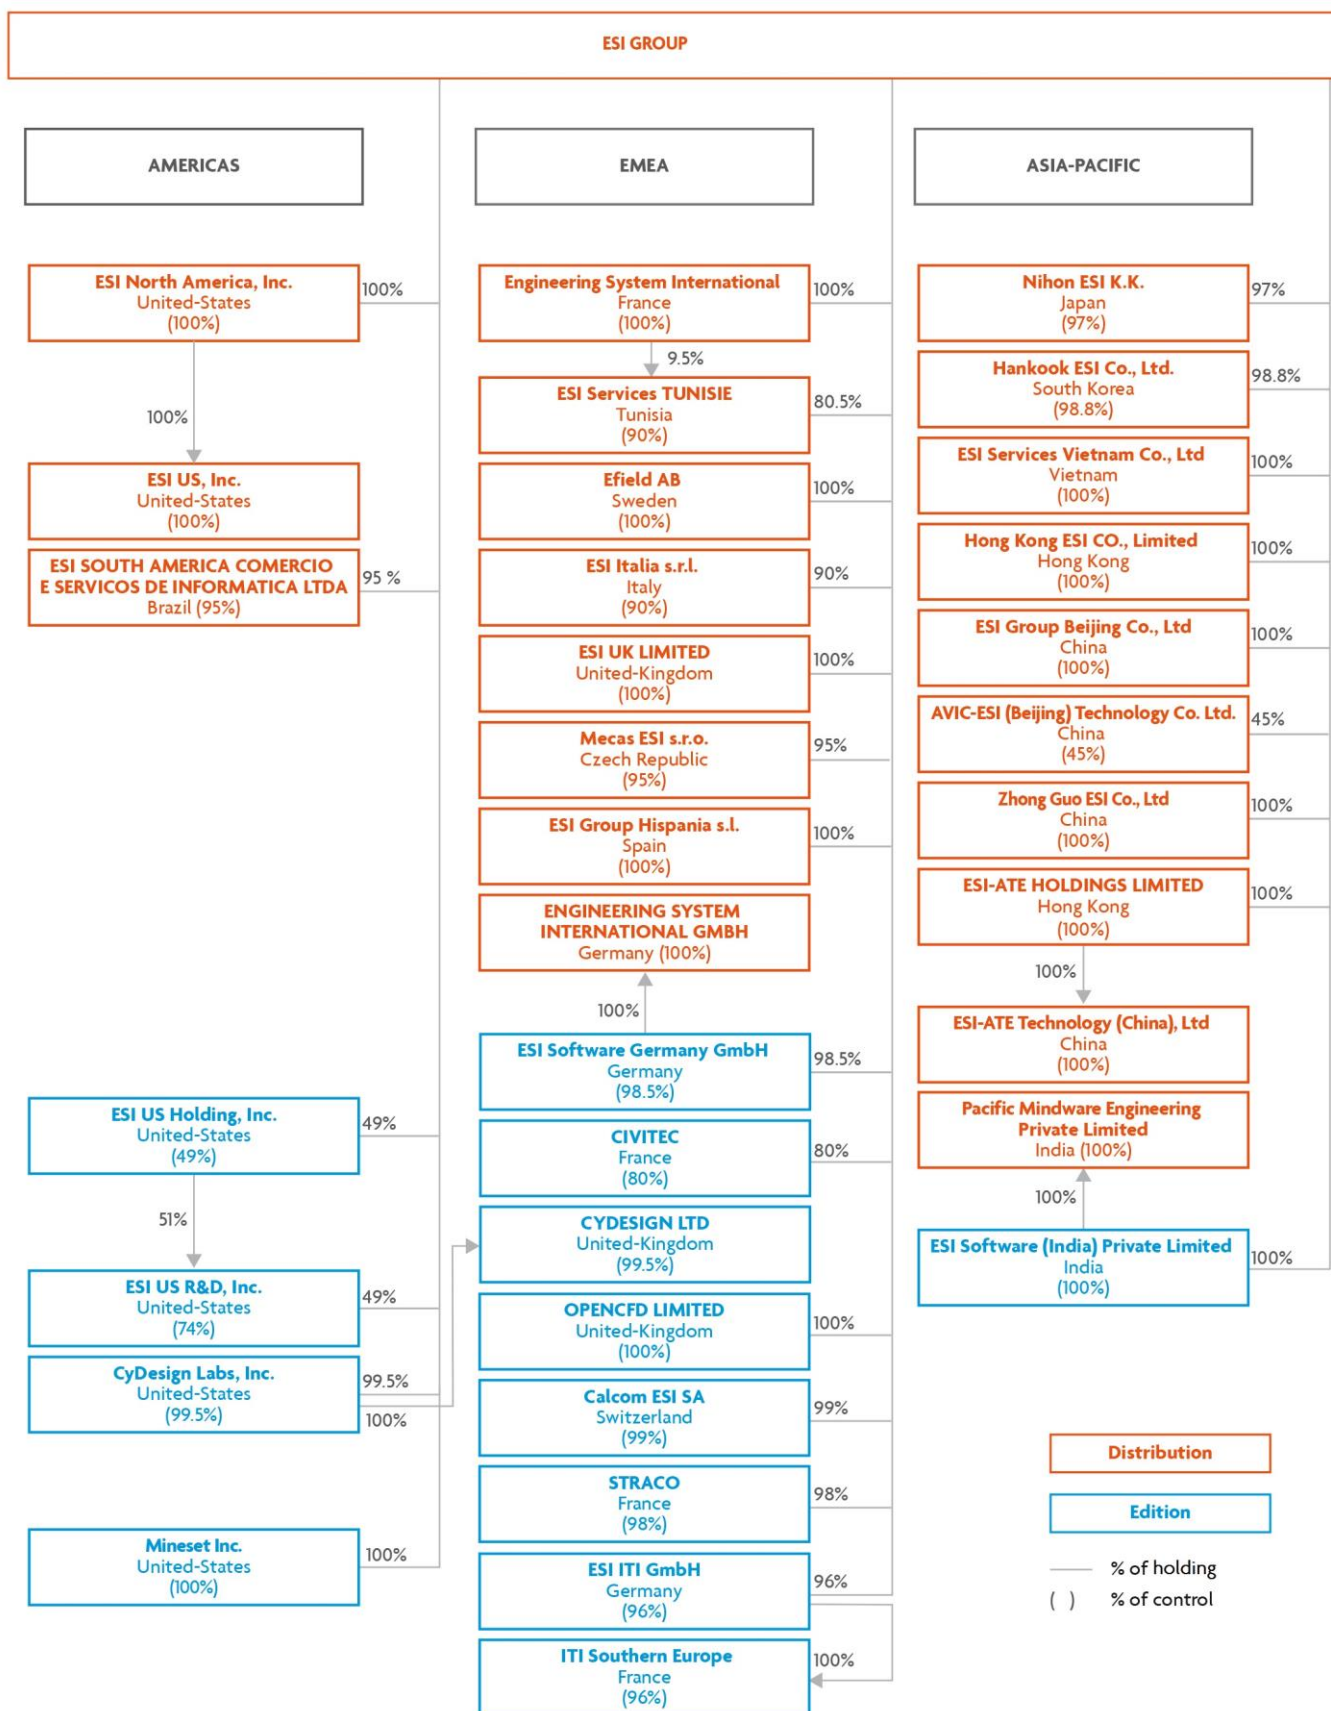 ESI GROUP
AMERICAS
ESI North America, Inc.
United-States
(100%)
100%
100%
ESI US, Inc.
United-States
(100%)
ESI SOUTH AMERICA COMERCIO
E SERVICOS DE INFORMATICA LTDA
Brazil (95%)
95 %
ESI US Holding, Inc.
United-States
(49%)
49%
51%
ESI US R&D, Inc.
United-States
(74%)
49%
CyDesign Labs, Inc.
United-States
(99.5%)
99.5%
100%
Mineset Inc.
United-States
(100%)
100%
EMEA
Engineering System International
France
(100%)
100%
9.5%
ESI Services TUNISIE
Tunisia
(90%)
80.5%
Efield AB
Sweden
(100%)
100%
ESI Italia s.r.l.
Italy
(90%)
90%
ESI UK LIMITED
United-Kingdom
(100%)
100%
Mecas ESI s.r.o.
Czech Republic
(95%)
95%
ESI Group Hispania s.l.
Spain
(100%)
100%
ENGINEERING SYSTEM
INTERNATIONAL GMBH
Germany (100%)
100%
ESI Software Germany GmbH
Germany
(98.5%)
98.5%
CIVITEC
France
(80%)
80%
CYDESIGN LTD
United-Kingdom
(99.5%)
OPENCFD LIMITED
United-Kingdom
(100%)
100%
Calcom ESI SA
Switzerland
(99%)
99%
STRACO
France
(98%)
98%
ESI ITI GmbH
Germany
(96%)
96%
ITI Southern Europe
France
(96%)
100%
ASIA-PACIFIC
Nihon ESI K.K.
Japan
(97%)
97%
Hankook ESI Co., Ltd.
South Korea
(98.8%)
98.8%
ESI Services Vietnam Co., Ltd
Vietnam
(100%)
100%
Hong Kong ESI CO., Limited
Hong Kong
(100%)
100%
ESI Group Beijing Co., Ltd
China
(100%)
100%
AVIC-ESI (Beijing) Technology Co. Ltd.
China
(45%)
45%
Zhong Guo ESI Co., Ltd
China
(100%)
100%
ESI-ATE HOLDINGS LIMITED
Hong Kong
(100%)
100%
100%
ESI-ATE Technology (China), Ltd
China
(100%)
Pacific Mindware Engineering
Private Limited
India (100%)
100%
ESI Software (India) Private Limited
India
(100%)
100%
Distribution
Edition
% of holding
( ) % of control